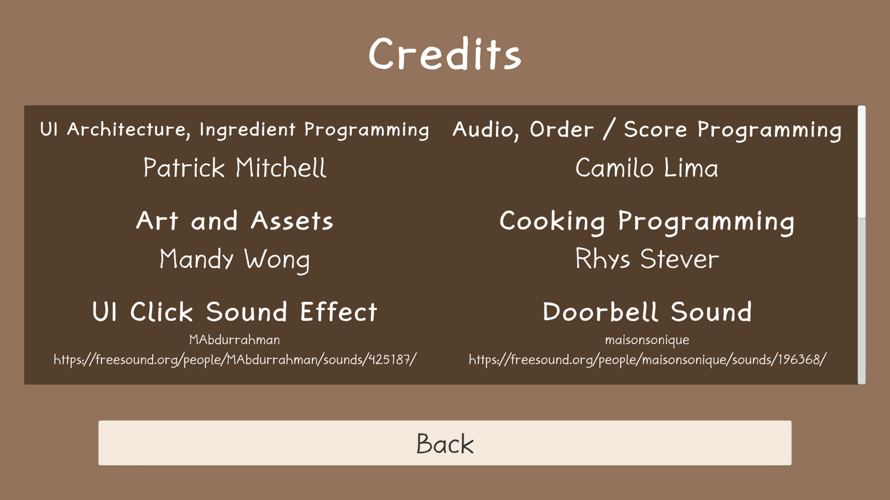 Credits
UI Architecture, Ingredient Programming
Patrick Mitchell
Audio, Order / Score Programming
Camilo Lima
Art and Assets
Mandy Wong
Cooking Programming
Rhys Stever
UI Click Sound Effect
MAbdurrahman
https://freesound.org/people/MAbdurrahman/sounds/425187/
Doorbell Sound
maisonsonique
https://freesound.org/people/maisonsonique/sounds/196368/
Back